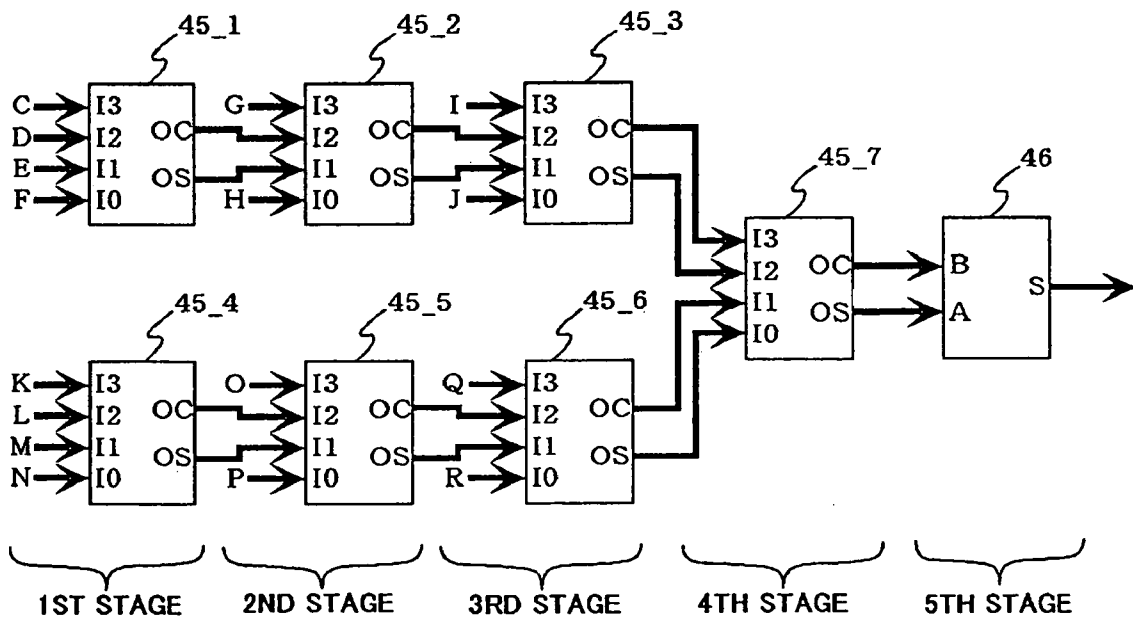 45_1 45_2 45_3
C I3 G I3 I I3
D I2 OC I2 OC I2 OC
E I1 OS I1 OS I1 OS
F I0 H I0 J I0
45_7 46
I3
I2 OC B
I1 OS A S
I0
45_4 45_5 45_6
K I3 O I3 Q I3
L I2 OC I2 OC I2 OC
M I1 OS I1 OS I1 OS
N I0 P I0 R I0
1ST STAGE 2ND STAGE 3RD STAGE 4TH STAGE 5TH STAGE